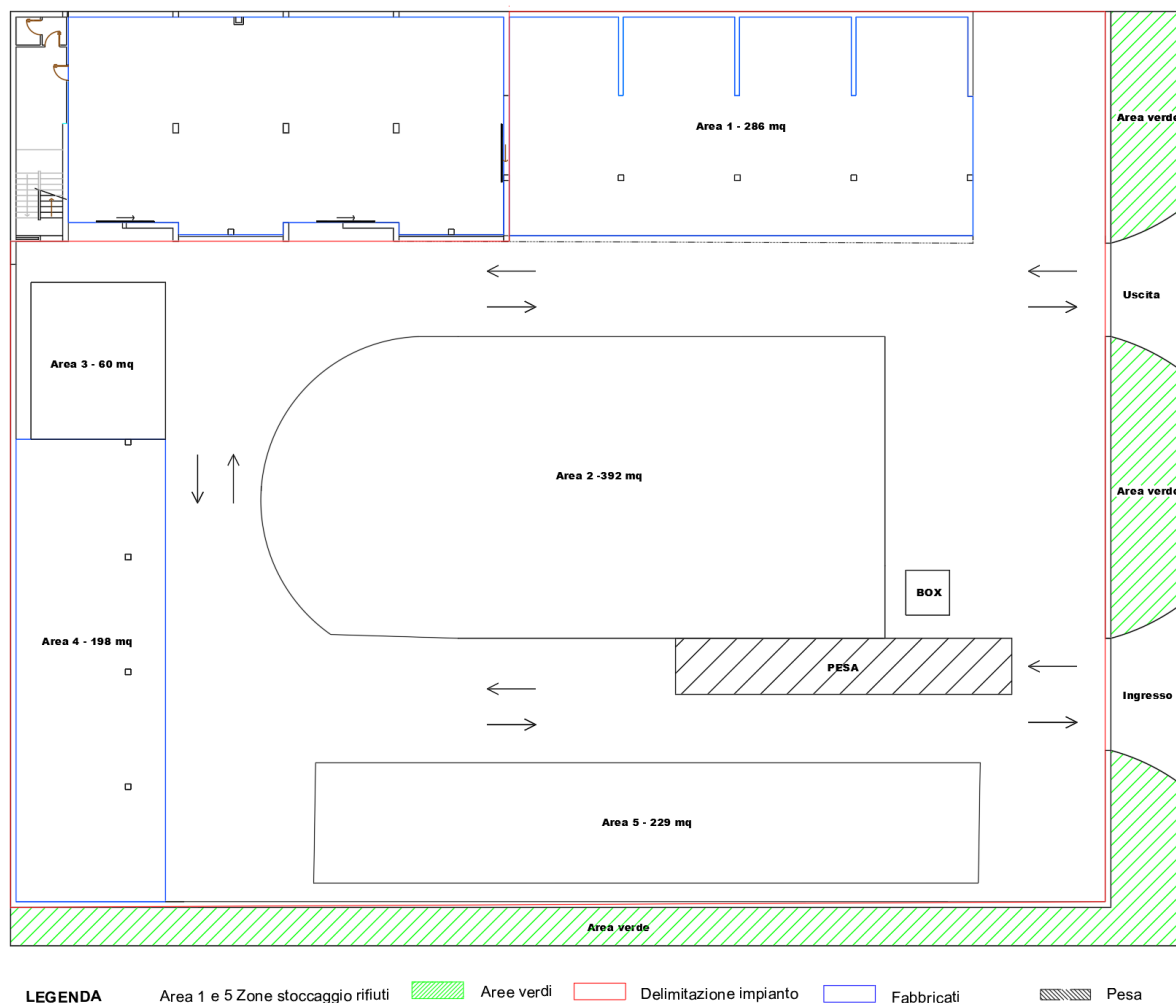 Area verde
Area 1 - 286 mq
Uscita
Area 3 - 60 mq
Area 2 -392 mq
Area verde
BOX
Area 4 - 198 mq
PESA
Ingresso
Area 5 - 229 mq
Area verde
LEGENDA Area 1 e 5 Zone stoccaggio rifiuti Aree verdi Delimitazione impianto Fabbricati Pesa